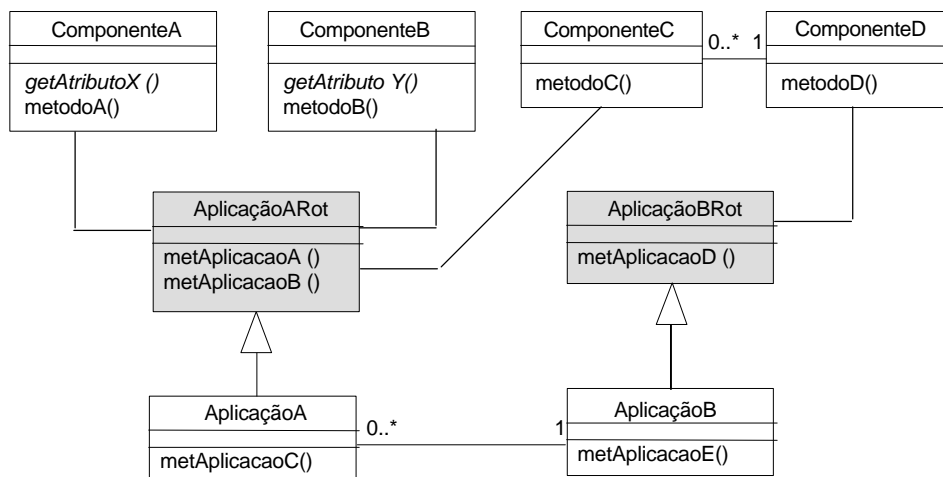 ComponenteA
getAtributoX ()
metodoA()
ComponenteB
getAtributo Y()
metodoB()
ComponenteC
metodoC()
0..* 1
ComponenteD
metodoD()
AplicaçãoARot
metAplicacaoA ()
metAplicacaoB ()
AplicaçãoBRot
metAplicacaoD ()
AplicaçãoA
metAplicacaoC()
0..* 1
AplicaçãoB
metAplicacaoE()